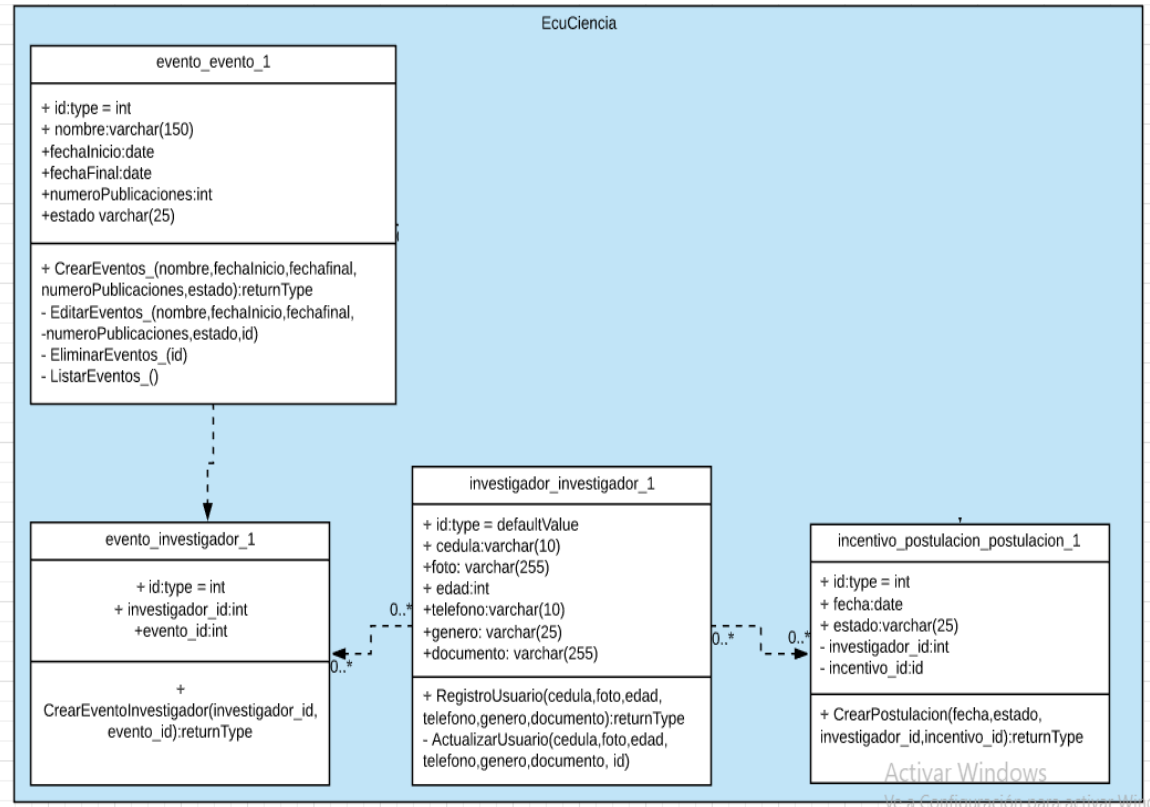 EcuCiencia
evento_evento_1
+ id:type = int
+ nombre:varchar(150)
+fechaInicio:date
+fechaFinal:date
+numeroPublicaciones:int
+estado varchar(25)
+ CrearEventos_(nombre,fechaInicio,fechafinal,
numeroPublicaciones,estado):returnType
- EditarEventos_(nombre,fechaInicio,fechafinal,
-numeroPublicaciones,estado,id)
- EliminarEventos_(id)
- ListarEventos_()
evento_investigador_1
+ id:type = int
+ investigador_id:int
+evento_id:int
+
CrearEventoInvestigador(investigador_id,
evento_id):returnType
0..*
0..*
investigador_investigador_1
+ id:type = defaultValue
+ cedula:varchar(10)
+foto: varchar(255)
+ edad:int
+telefono:varchar(10)
+genero: varchar(25)
+documento: varchar(255)
+ RegistroUsuario(cedula,foto,edad,
telefono,genero,documento):returnType
- ActualizarUsuario(cedula,foto,edad,
telefono,genero,documento, id)
0..*
0..*
incentivo_postulacion_postulacion_1
+ id:type = int
+ fecha:date
+ estado:varchar(25)
- investigador_id:int
- incentivo_id:id
+ CrearPostulacion(fecha,estado,
investigador_id,incentivo_id):returnType
Activar Windows